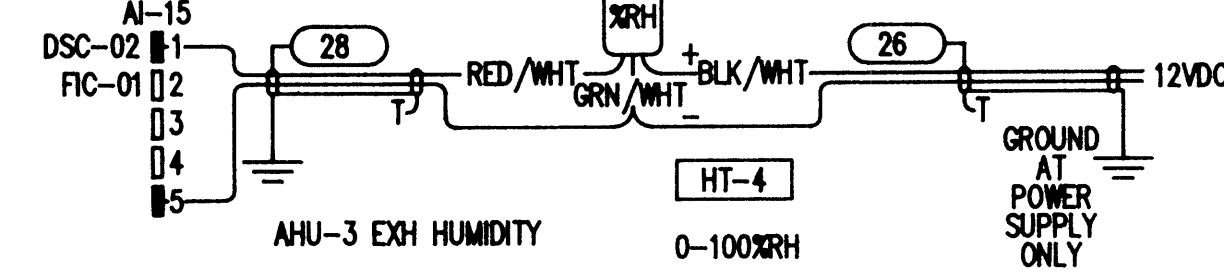 AI-15
DSC-02 1
FIC-01 2
3
4
5
28
T
RED/WHT
%RH
GRN/WHT
+
BLK/WHT
-
26
T
12VDC
GROUND
AT
POWER
SUPPLY
ONLY
HT-4
AHU-3 EXH HUMIDITY
0-100%RH